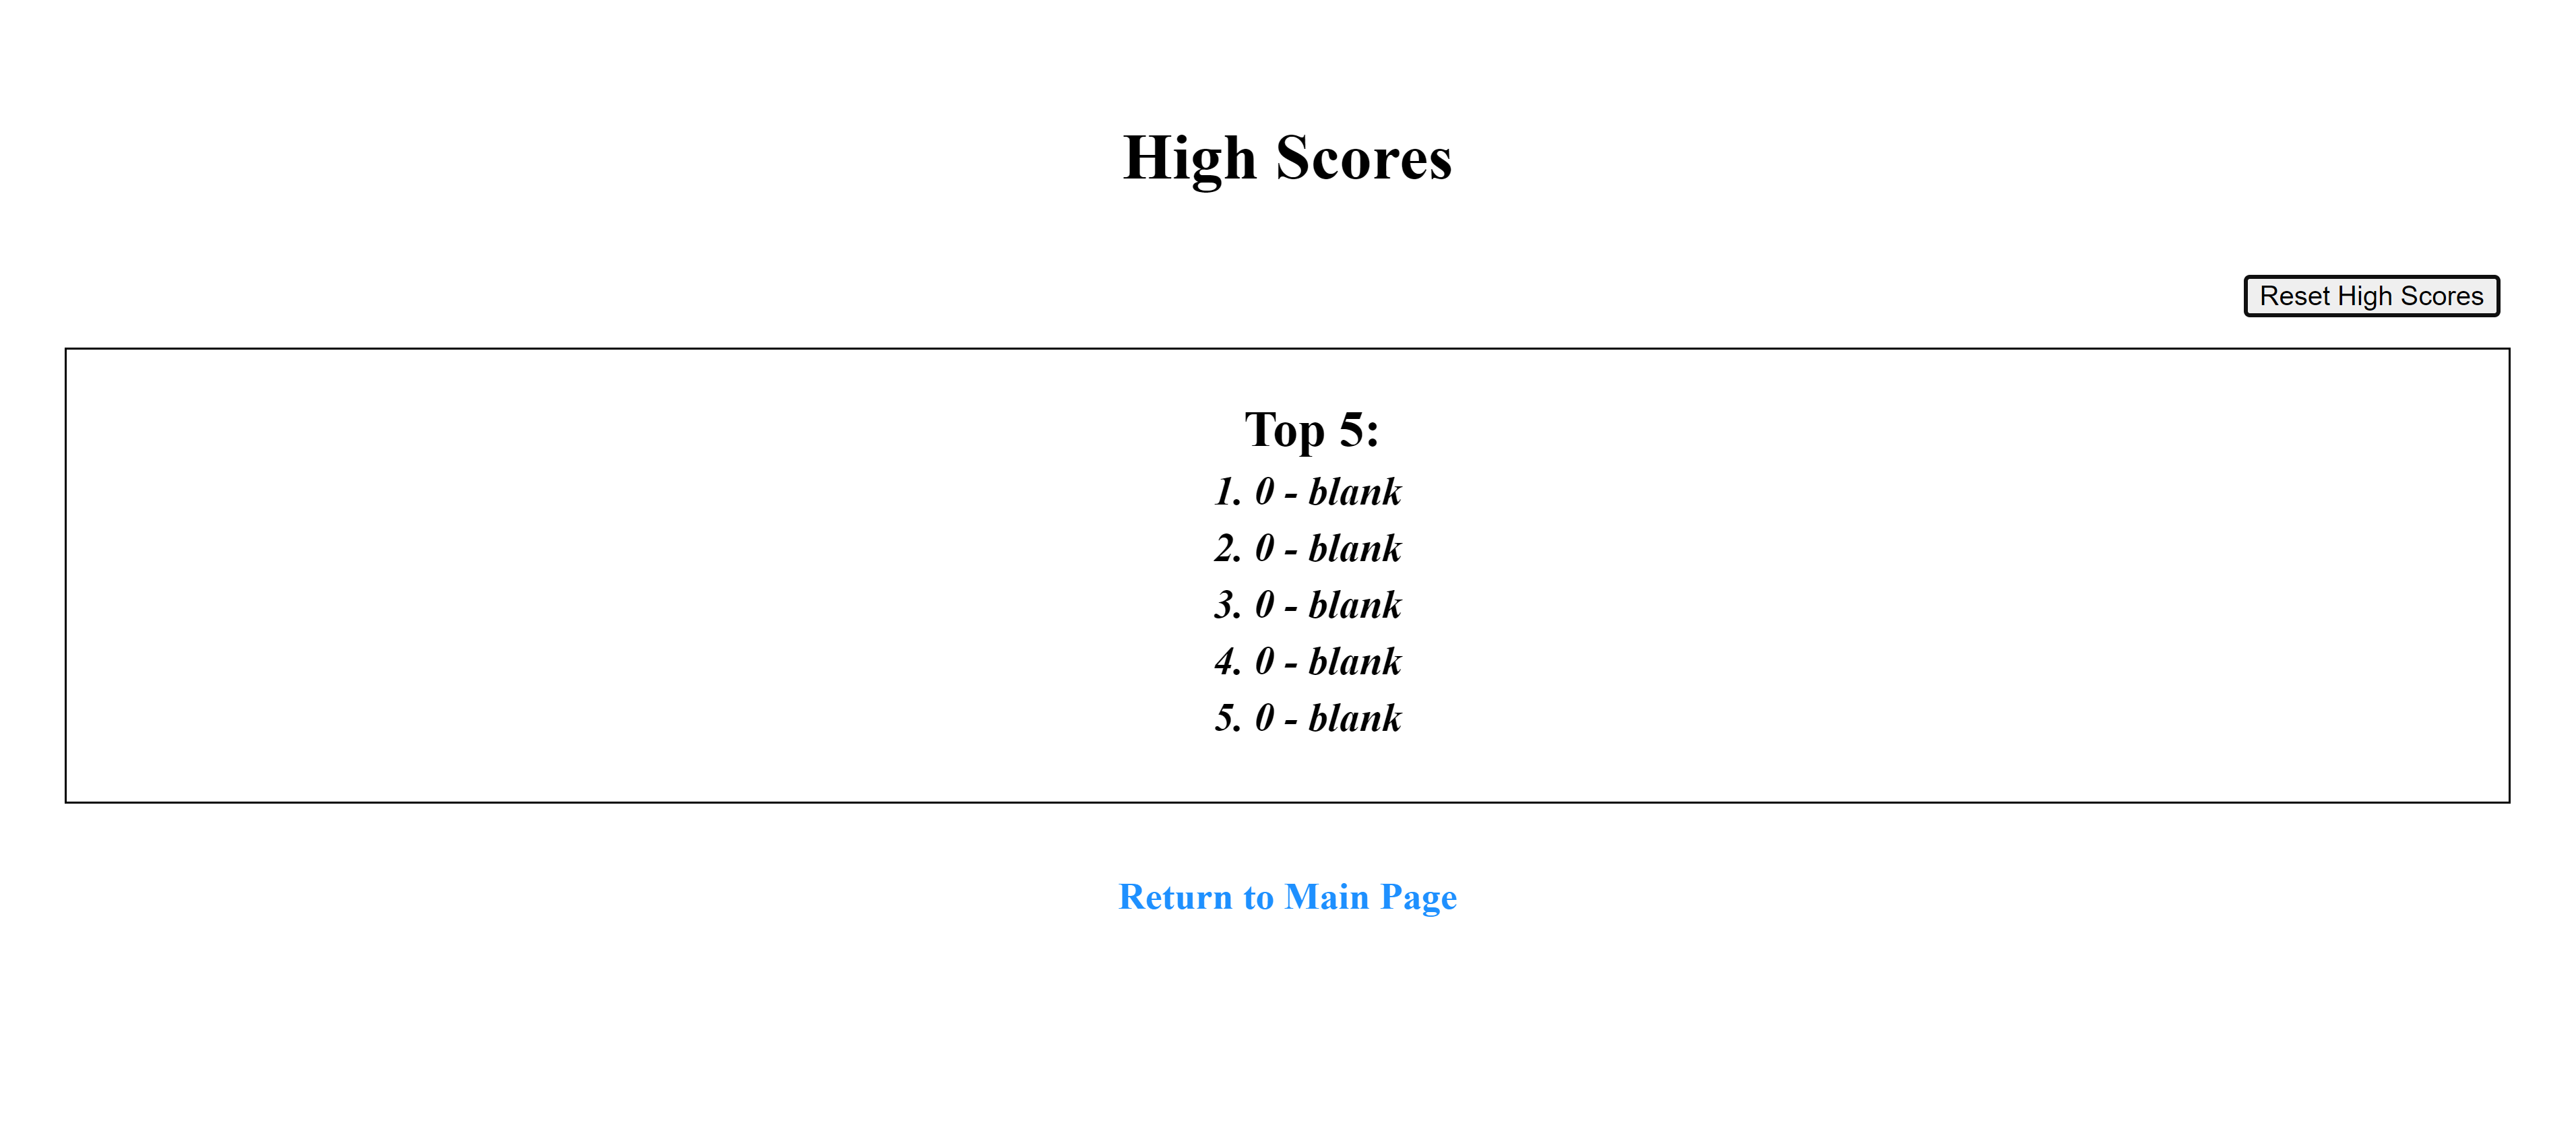 High Scores
Reset High Scores
Top 5:
1. 0 - blank
2. 0 - blank
3. 0 - blank
4. 0 - blank
5. 0 - blank
Return to Main Page